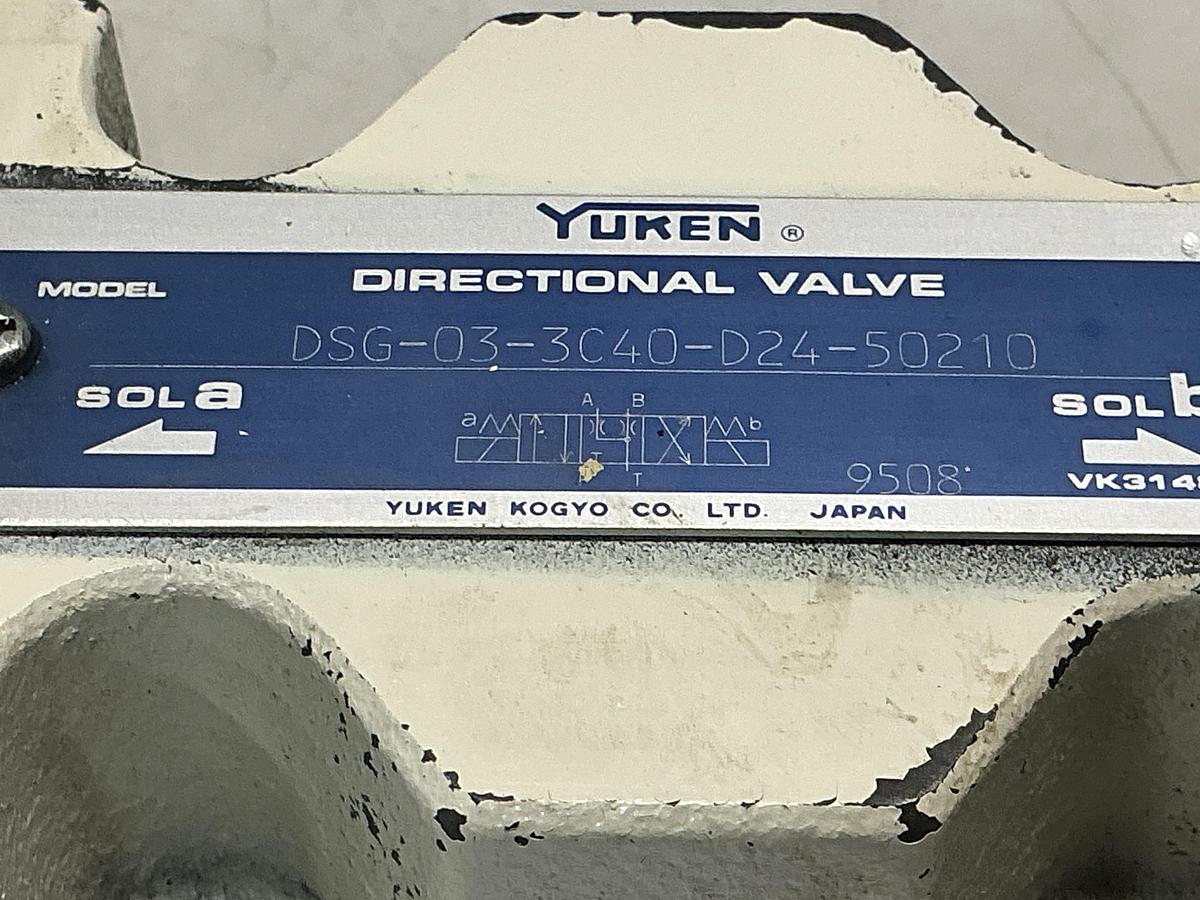 YUKEN ®
DIRECTIONAL VALVE
MODEL
DSG-03-3C40-D24-50210
SOL a
SOL b
A B
a b
T
9508
VK314
YUKEN KOGYO CO. LTD. JAPAN